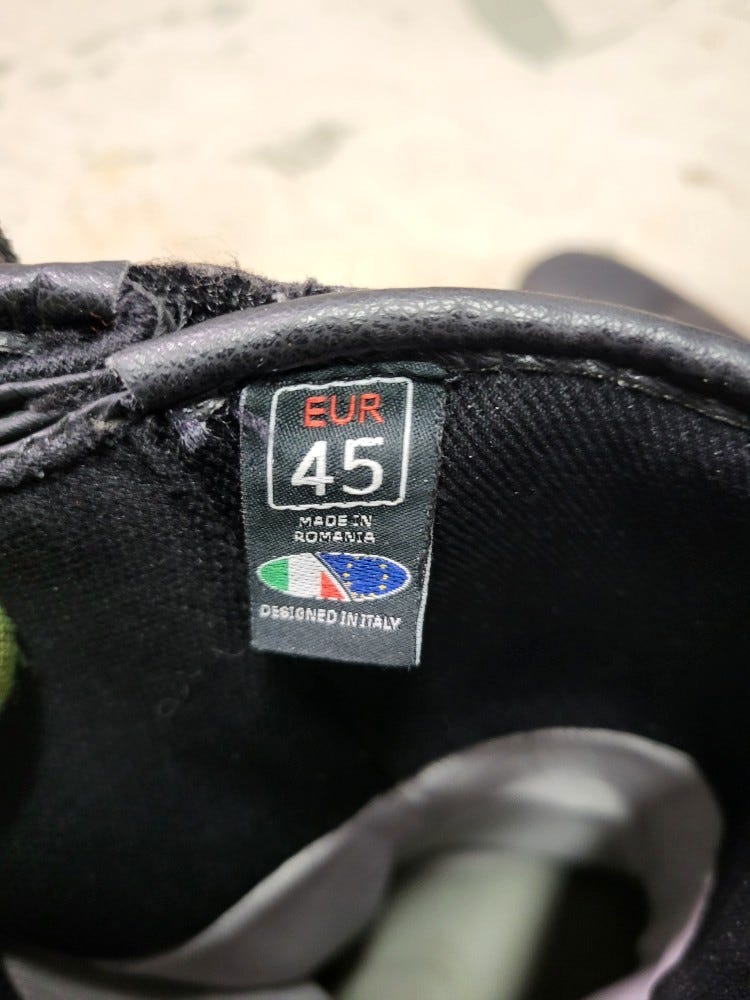 EUR
45
MADE IN
ROMANIA
DESIGNED IN ITALY